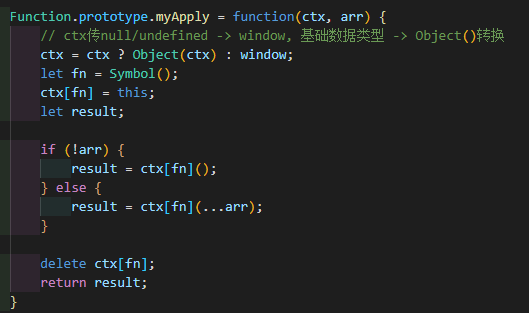 Function.prototype.myApply = function(ctx, arr) {
    // ctx传null/undefined -> window, 基础数据类型 -> Object()转换
    ctx = ctx ? Object(ctx) : window;
    let fn = Symbol();
    ctx[fn] = this;
    let result;

    if (!arr) {
        result = ctx[fn]();
    } else {
        result = ctx[fn](...arr);
    }

    delete ctx[fn];
    return result;
}